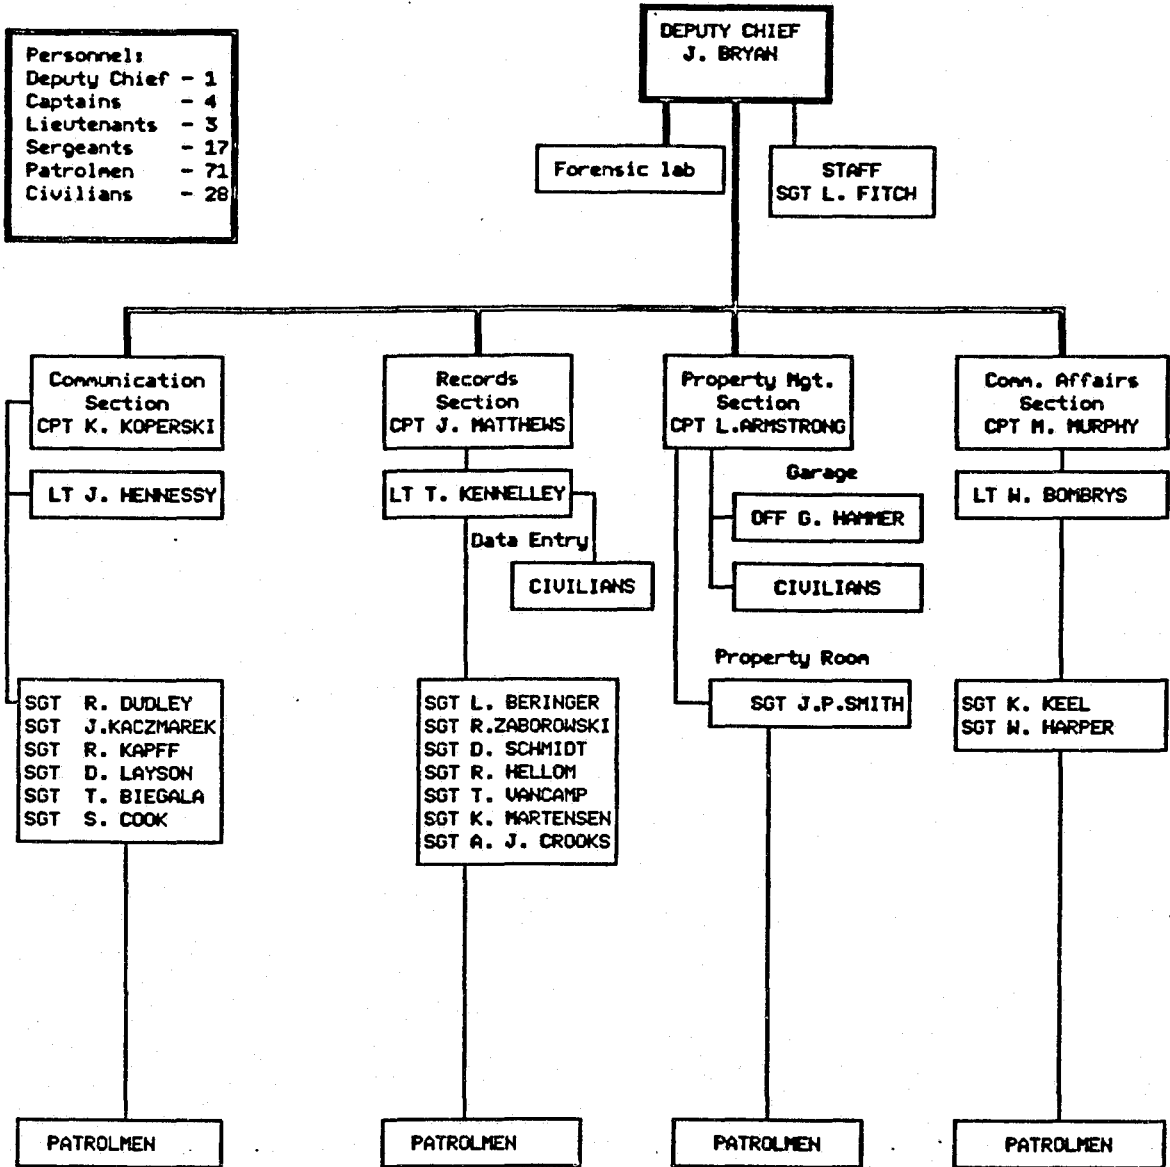 Personnel:
Deputy Chief - 1
Captains - 4
Lieutenants - 3
Sergeants - 17
Patrolmen - 71
Civilians - 28
DEPUTY CHIEF
J. BRYAN
Forensic lab
STAFF
SGT L. FITCH
Communication
Section
CPT K. KOPERSKI
LT J. HENNESSY
SGT R. DUDLEY
SGT J.KACZMAREK
SGT R. KAPFF
SGT D. LAYSON
SGT T. BIEGALA
SGT S. COOK
PATROLMEN
Records
Section
CPT J. MATTHEWS
LT T. KENNELLEY
Data Entry
CIVILIANS
SGT L. BERINGER
SGT R.ZABOROWSKI
SGT D. SCHMIDT
SGT R. HELLOM
SGT T. VANCAMP
SGT K. MARTENSEN
SGT A. J. CROOKS
PATROLMEN
Property Mgt.
Section
CPT L.ARMSTRONG
Garage
OFF G. HAMMER
CIVILIANS
Property Room
SGT J.P.SMITH
PATROLMEN
Comm. Affairs
Section
CPT M. MURPHY
LT W. BOMBRYS
SGT K. KEEL
SGT W. HARPER
PATROLMEN